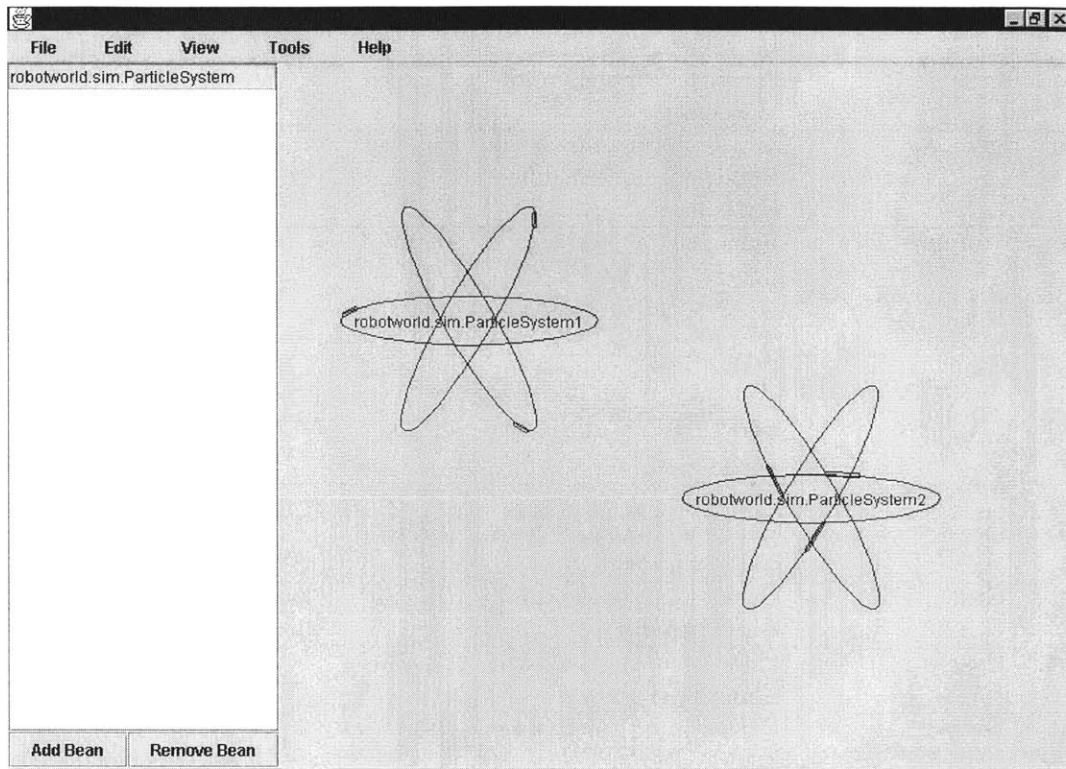 File Edit View Tools Help
robotworld.sim.ParticleSystem
robotworld.sim.ParticleSystem1
robotworld.sim.ParticleSystem2
Add Bean Remove Bean